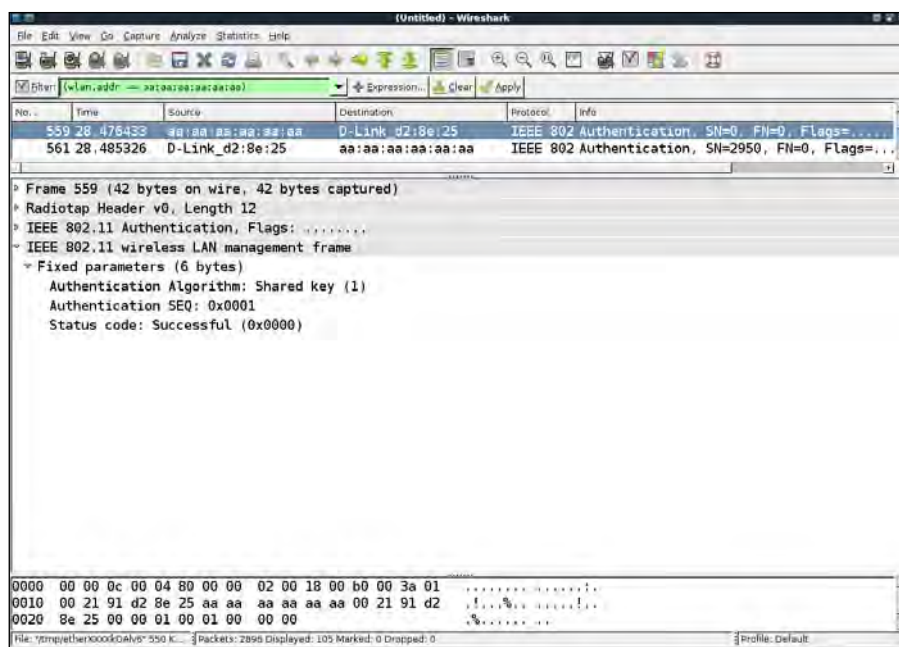 (Untitled) - Wireshark
File Edit View Go Capture Analyze Statistics Help
Filter: (wlan.addr == aa:aa:aa:aa:aa:aa) Expression... Clear Apply
No. . Time Source Destination Protocol Info
559 28.476433 aa:aa:aa:aa:aa:aa D-Link_d2:8e:25 IEEE 802 Authentication, SN=0, FN=0, Flags=.....
561 28.485326 D-Link_d2:8e:25 aa:aa:aa:aa:aa:aa IEEE 802 Authentication, SN=2950, FN=0, Flags=...
Frame 559 (42 bytes on wire, 42 bytes captured)
Radiotap Header v0, Length 12
IEEE 802.11 Authentication, Flags: ........
IEEE 802.11 wireless LAN management frame
Fixed parameters (6 bytes)
Authentication Algorithm: Shared key (1)
Authentication SEQ: 0x0001
Status code: Successful (0x0000)
0000 00 00 0c 00 04 80 00 00 02 00 18 00 b0 00 3a 01 ........ ......:.
0010 00 21 91 d2 8e 25 aa aa aa aa aa aa 00 21 91 d2 .!...%.. .....!..
0020 8e 25 00 00 01 00 01 00 00 00 .%...... ..
550 K... Packets: 2896 Displayed: 105 Marked: 0 Dropped: 0 Profile: Default